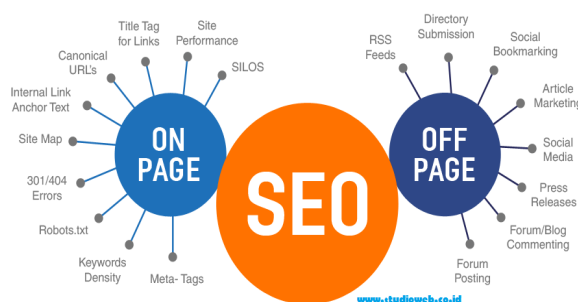 Title Tag
for Links
Site
Performance
SILOS
Canonical
URL's
Internal Link
Anchor Text
Site Map
301/404
Errors
Robots.txt
Keywords
Density
Meta- Tags
ON
PAGE
SEO
OFF
PAGE
RSS
Feeds
Directory
Submission
Social
Bookmarking
Article
Marketing
Social
Media
Press
Releases
Forum/Blog
Commenting
Forum
Posting
www.studioweb.co.id